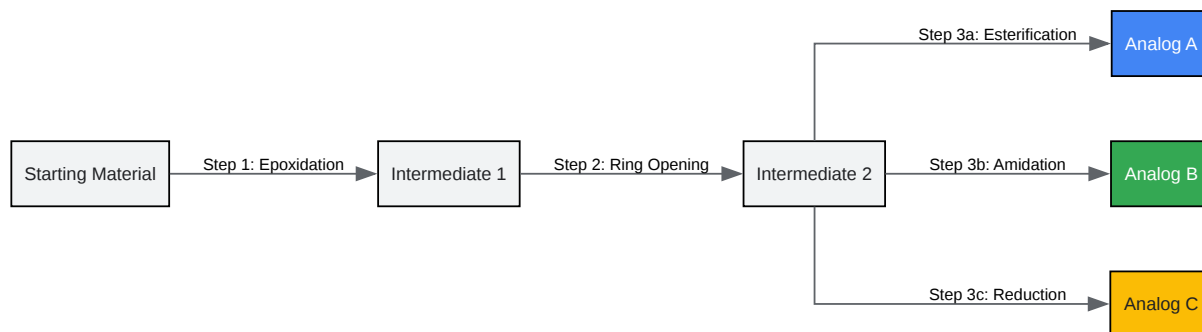 Step 3a: Esterification
Analog A
Starting Material
Step 1: Epoxidation
Intermediate 1
Step 2: Ring Opening
Intermediate 2
Step 3b: Amidation
Analog B
Step 3c: Reduction
Analog C